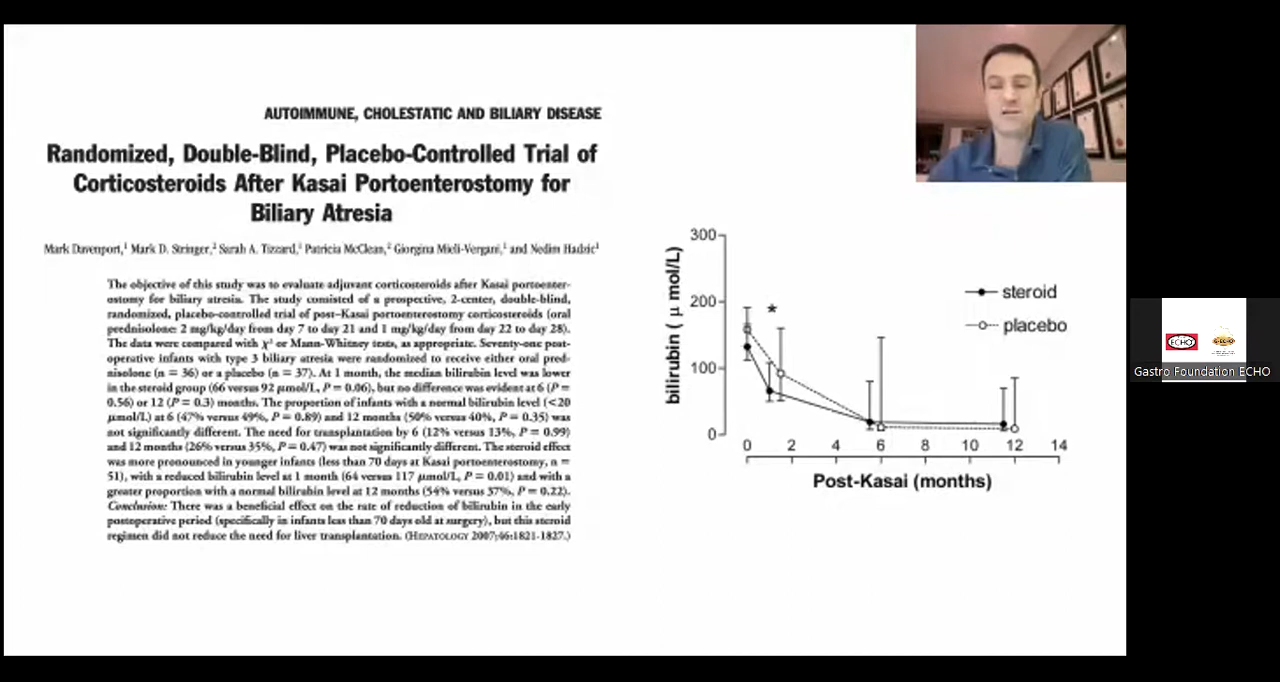 AUTOIMMUNE, CHOLESTATIC AND BILIARY DISEASE
Randomized, Double-Blind, Placebo-Controlled Trial of
Corticosteroids After Kasai Portoenterostomy for
Biliary Atresia
Mark Davenport,1 Mark D. Stringer,2 Sarah A. Tizzard,1 Patricia McClean,2 Giorgina Mieli-Vergani,1 and Nedim Hadzic1
The objective of this study was to evaluate adjuvant corticosteroids after Kasai portoenter-
ostomy for biliary atresia. The study consisted of a prospective, 2-center, double-blind,
randomized, placebo-controlled trial of post–Kasai portoenterostomy corticosteroids (oral
prednisolone: 2 mg/kg/day from day 7 to day 21 and 1 mg/kg/day from day 22 to day 28).
The data were compared with χ² or Mann-Whitney tests, as appropriate. Seventy-one post-
operative infants with type 3 biliary atresia were randomized to receive either oral pred-
nisolone (n = 36) or a placebo (n = 37). At 1 month, the median bilirubin level was lower
in the steroid group (66 versus 92 μmol/L, P = 0.06), but no difference was evident at 6 (P =
0.56) or 12 (P = 0.3) months. The proportion of infants with a normal bilirubin level (<20
μmol/L) at 6 (47% versus 49%, P = 0.89) and 12 months (50% versus 40%, P = 0.35) was
not significantly different. The need for transplantation by 6 (12% versus 13%, P = 0.99)
and 12 months (26% versus 35%, P = 0.47) was not significantly different. The steroid effect
was more pronounced in younger infants (less than 70 days at Kasai portoenterostomy, n =
51), with a reduced bilirubin level at 1 month (64 versus 117 μmol/L, P = 0.01) and with a
greater proportion with a normal bilirubin level at 12 months (54% versus 37%, P = 0.22).
Conclusion: There was a beneficial effect on the rate of reduction of bilirubin in the early
postoperative period (specifically in infants less than 70 days old at surgery), but this steroid
regimen did not reduce the need for liver transplantation. (HEPATOLOGY 2007;46:1821-1827.)
bilirubin ( μ mol/L)
300
200
100
0
*
steroid
placebo
0 2 4 6 8 10 12 14
Post-Kasai (months)
ECHO
Gastro Foundation ECHO